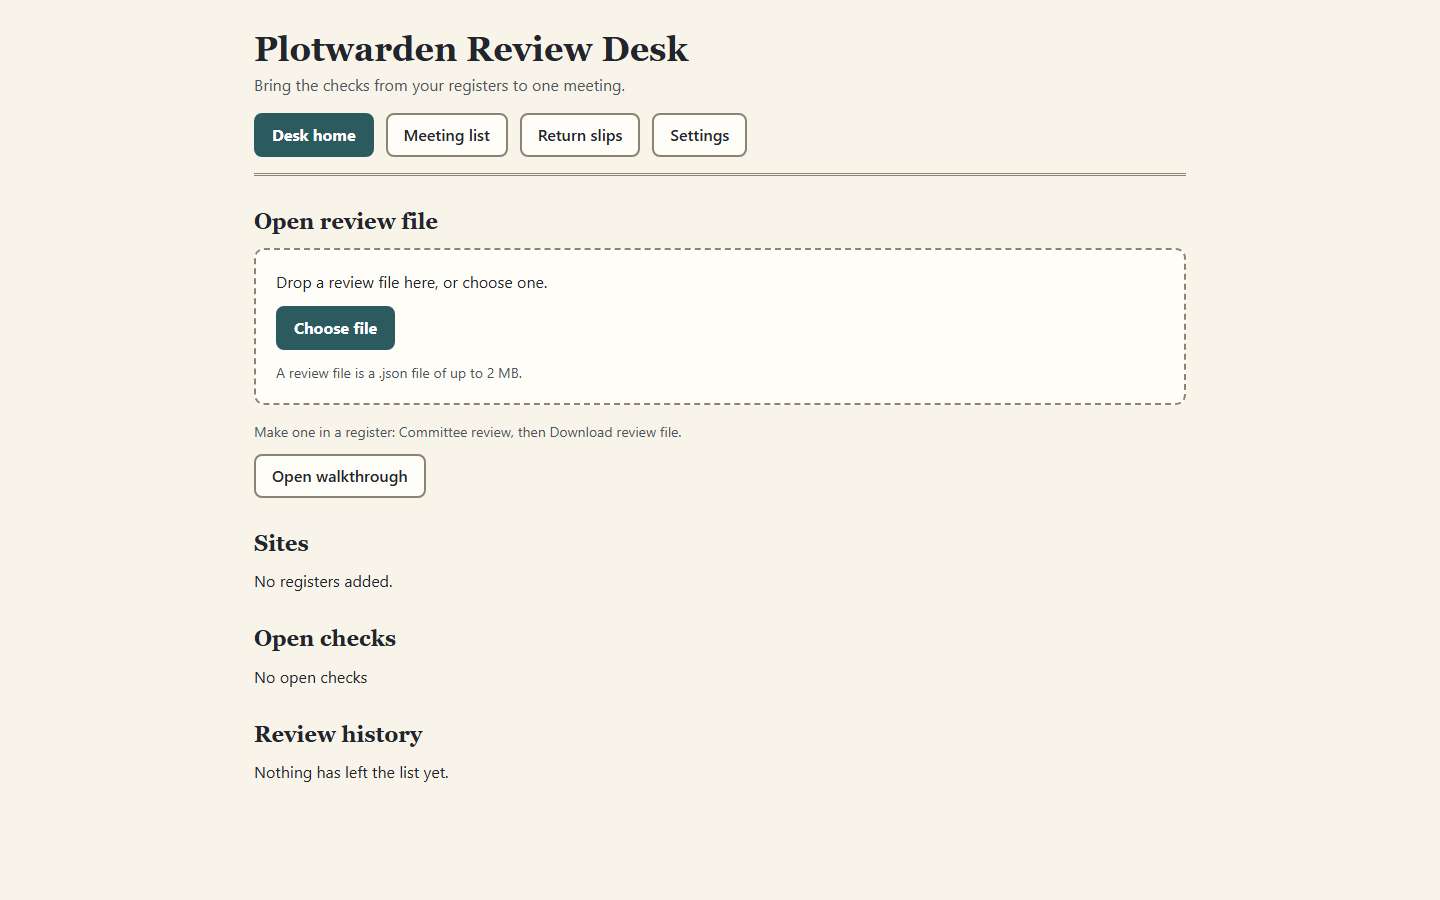 Plotwarden Review Desk
Bring the checks from your registers to one meeting.
Desk home
Meeting list
Return slips
Settings
Open review file
Drop a review file here, or choose one.
Choose file
A review file is a .json file of up to 2 MB.
Make one in a register: Committee review, then Download review file.
Open walkthrough
Sites
No registers added.
Open checks
No open checks
Review history
Nothing has left the list yet.